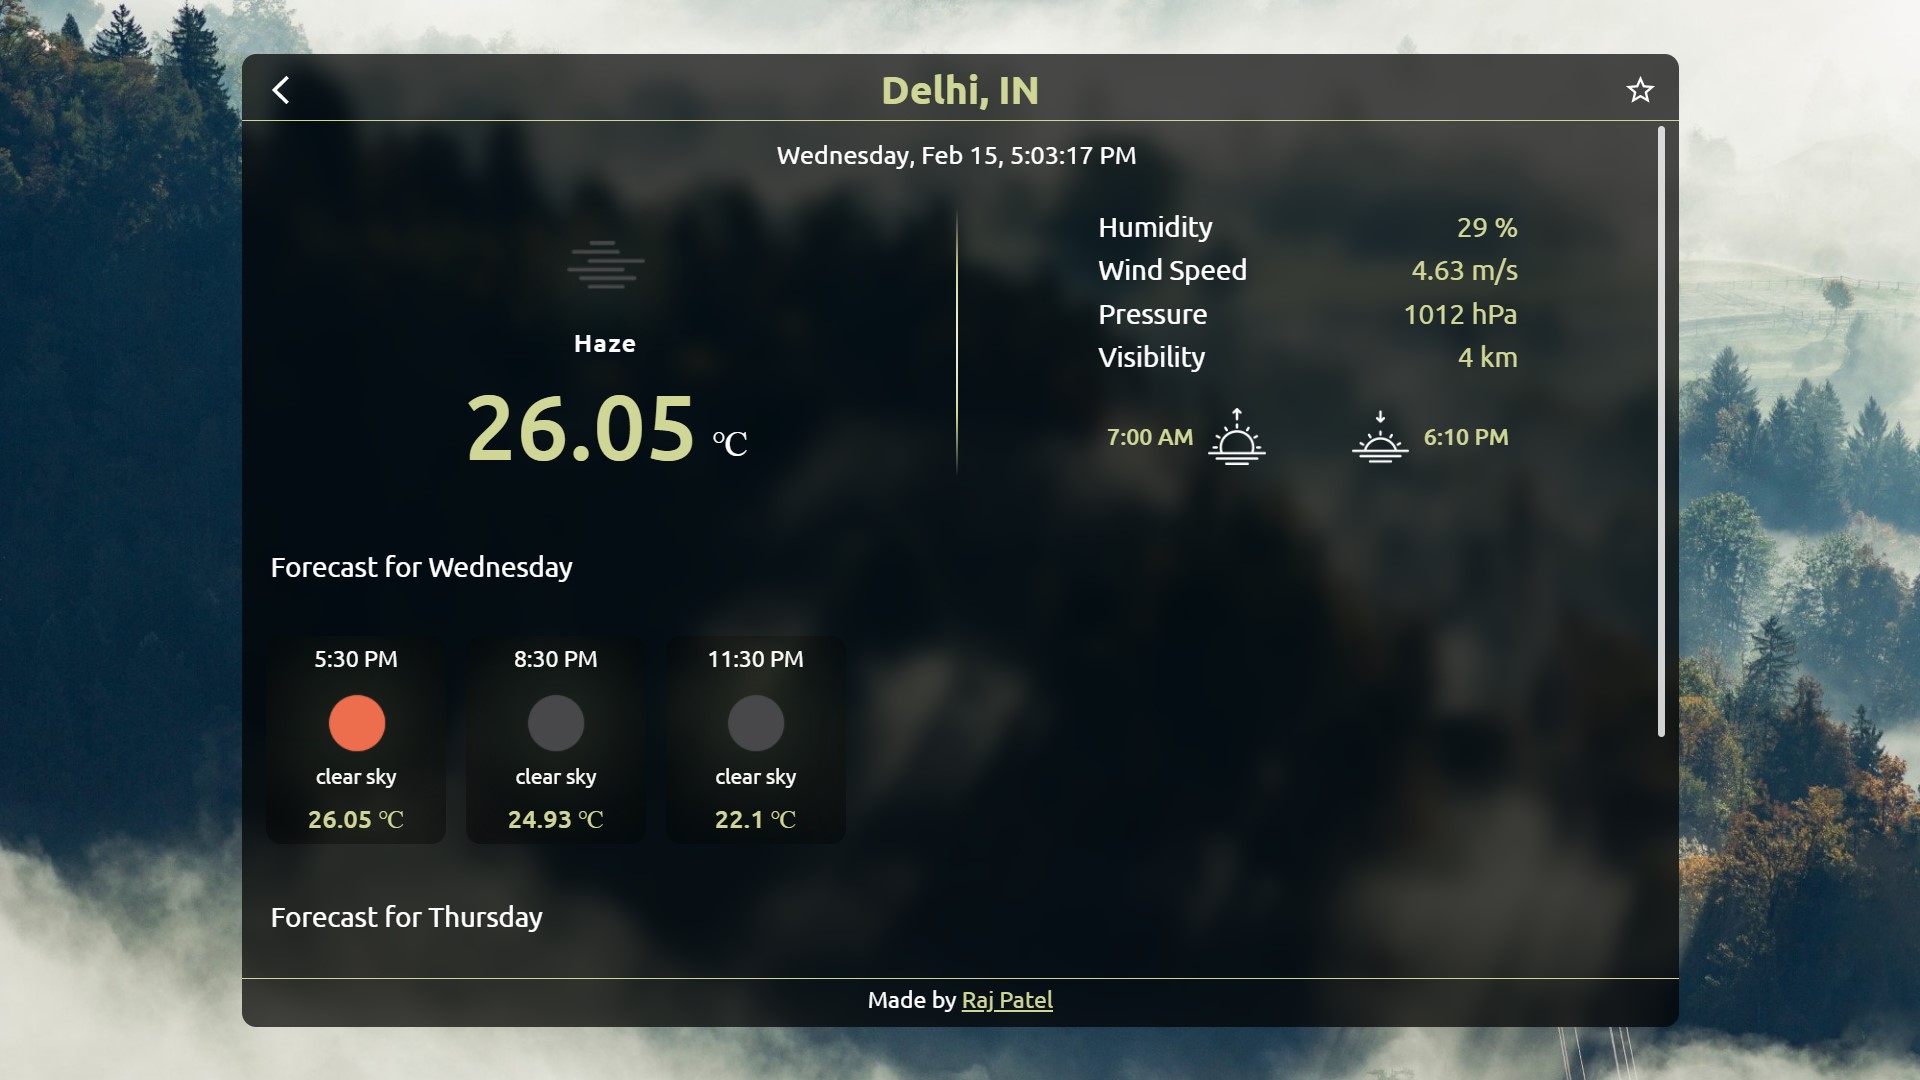 Delhi, IN
Wednesday, Feb 15, 5:03:17 PM
Haze
26.05 °C
Humidity 29 %
Wind Speed 4.63 m/s
Pressure 1012 hPa
Visibility 4 km
7:00 AM 6:10 PM
Forecast for Wednesday
5:30 PM 8:30 PM 11:30 PM
clear sky clear sky clear sky
26.05 °C 24.93 °C 22.1 °C
Forecast for Thursday
Made by Raj Patel